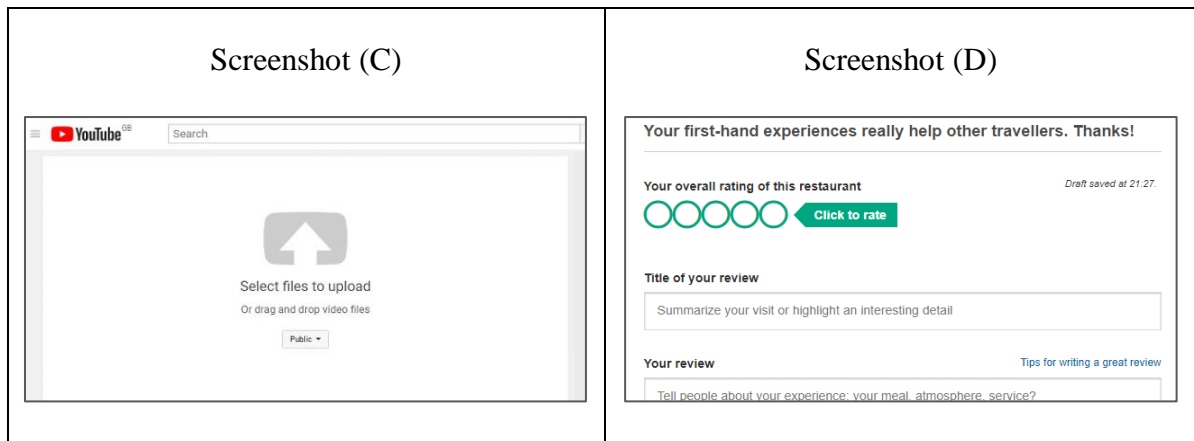 Screenshot (C)
YouTube GB
Search
Select files to upload
Or drag and drop video files
Public
Screenshot (D)
Your first-hand experiences really help other travellers. Thanks!
Your overall rating of this restaurant
Draft saved at 21:27.
Click to rate
Title of your review
Summarize your visit or highlight an interesting detail
Your review
Tips for writing a great review
Tell people about your experience: your meal, atmosphere, service?